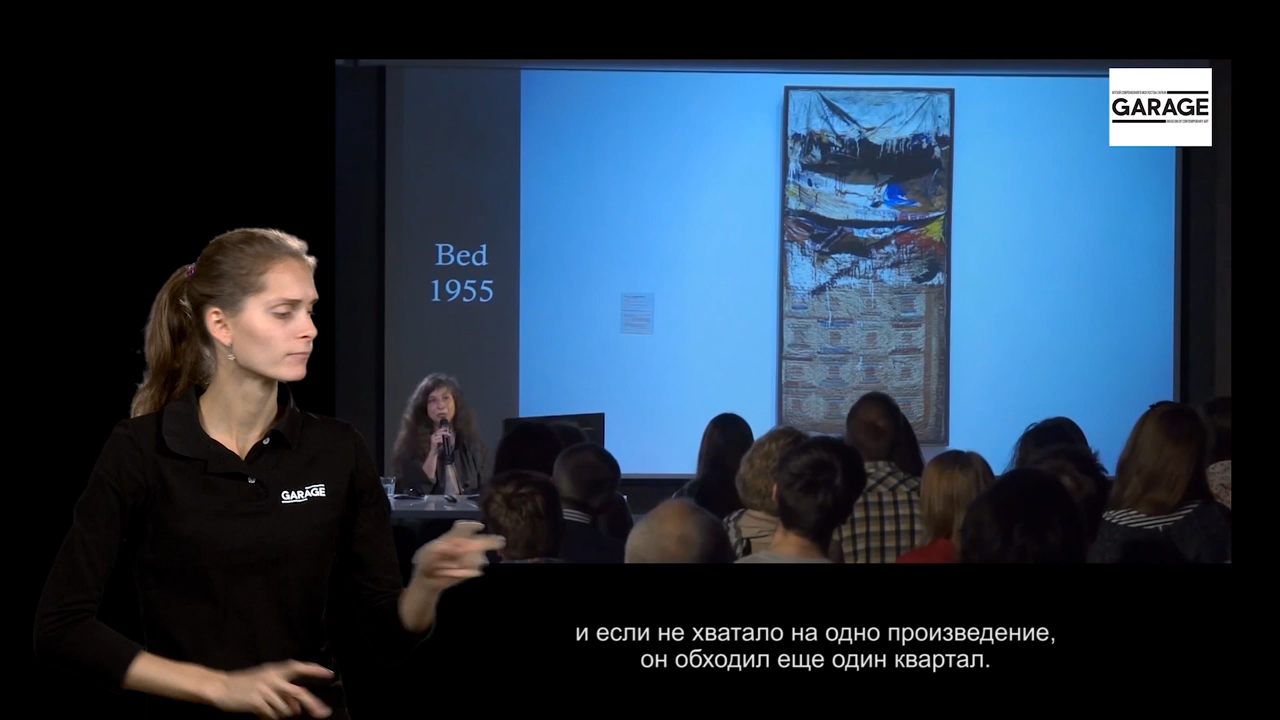 GARAGE
Bed
1955
GARAGE
и если не хватало на одно произведение,
он обходил еще один квартал.